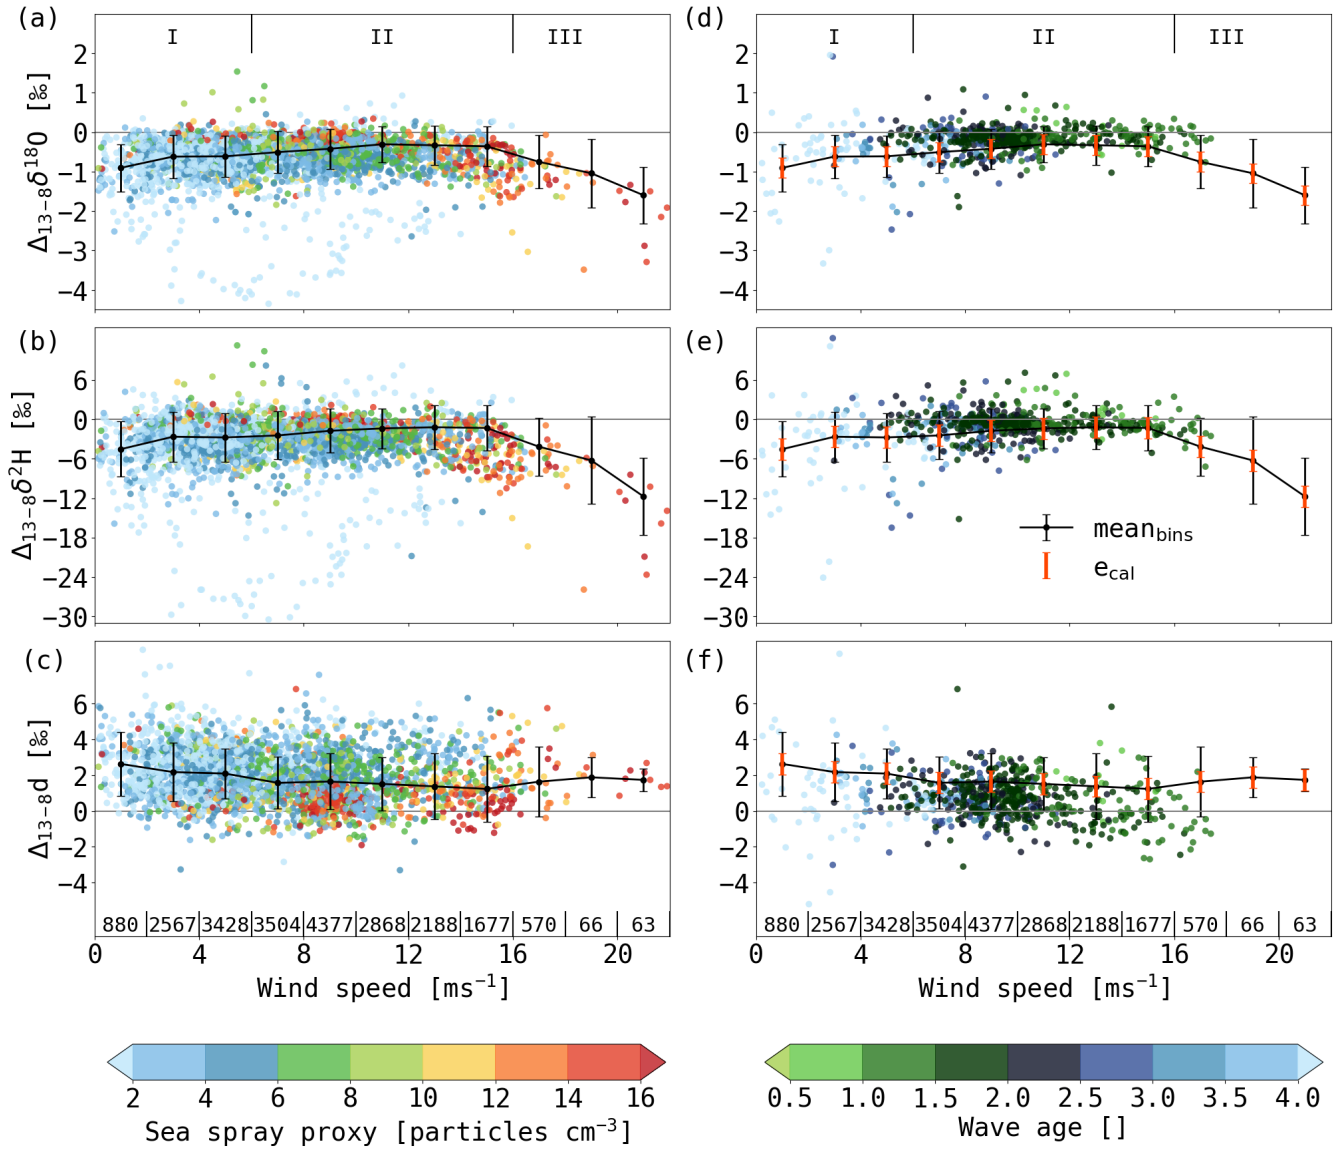 (a)
I II III
2
1
0
−1
−2
−3
−4
Δ₁₃₋₈δ¹⁸O [‰]
(d)
I II III
2
1
0
−1
−2
−3
−4
(b)
6
0
−6
−12
−18
−24
−30
Δ₁₃₋₈δ²H [‰]
(e)
6
0
−6
−12
−18
−24
−30
mean_bins
e_cal
(c)
6
4
2
0
−2
−4
Δ₁₃₋₈d [‰]
880 2567 3428 3504 4377 2868 2188 1677 570 66 63
0 4 8 12 16 20
Wind speed [ms⁻¹]
(f)
6
4
2
0
−2
−4
880 2567 3428 3504 4377 2868 2188 1677 570 66 63
0 4 8 12 16 20
Wind speed [ms⁻¹]
2 4 6 8 10 12 14 16
Sea spray proxy [particles cm⁻³]
0.5 1.0 1.5 2.0 2.5 3.0 3.5 4.0
Wave age []